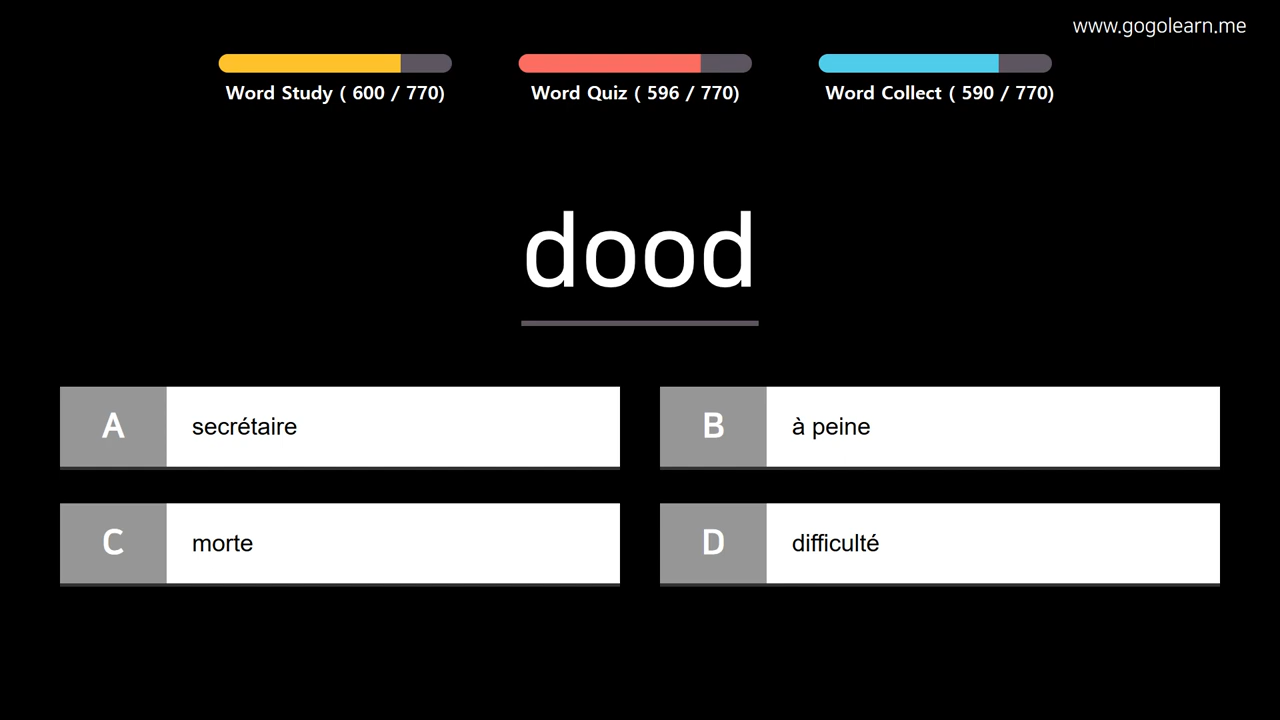 www.gogolearn.me
Word Study ( 600 / 770)
Word Quiz ( 596 / 770)
Word Collect ( 590 / 770)
dood
A
secrétaire
B
à peine
C
morte
D
difficulté